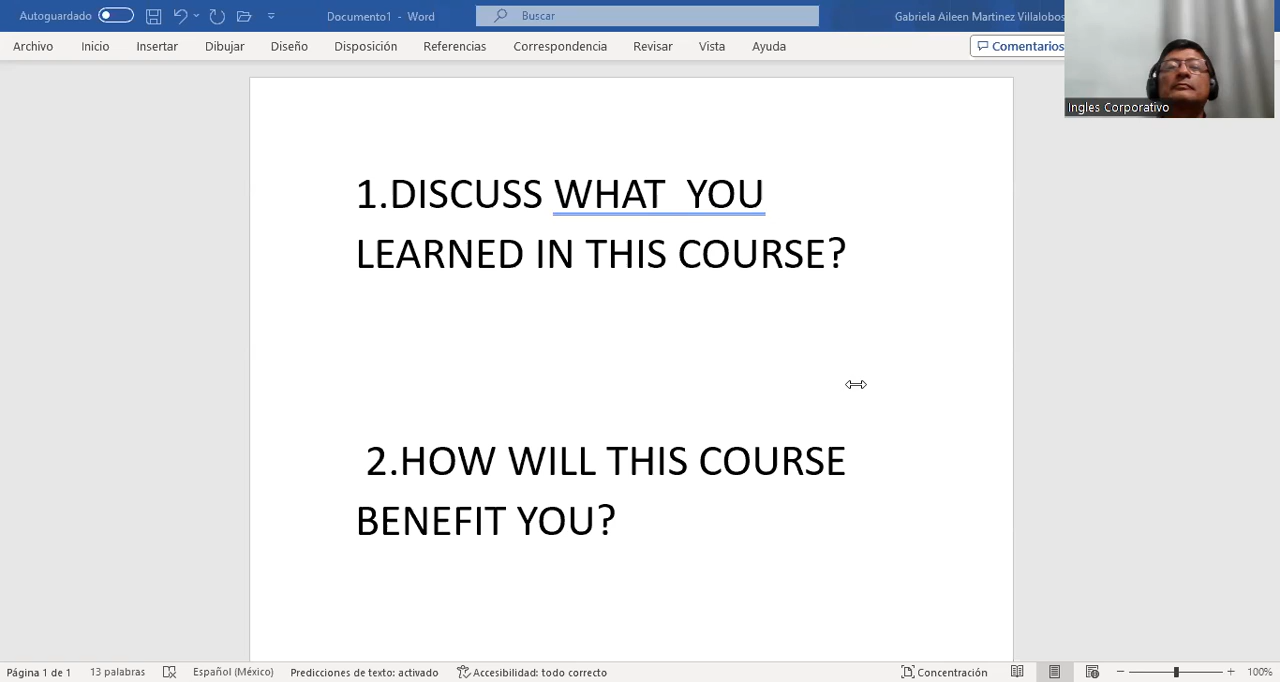 Autoguardado
Documento1 - Word
Buscar
Gabriela Aileen Martinez Villalobos
Archivo Inicio Insertar Dibujar Diseño Disposición Referencias Correspondencia Revisar Vista Ayuda
Comentarios
Ingles Corporativo
1.DISCUSS WHAT  YOU
LEARNED IN THIS COURSE?
2.HOW WILL THIS COURSE
BENEFIT YOU?
Página 1 de 1 13 palabras Español (México) Predicciones de texto: activado Accesibilidad: todo correcto Concentración 100%